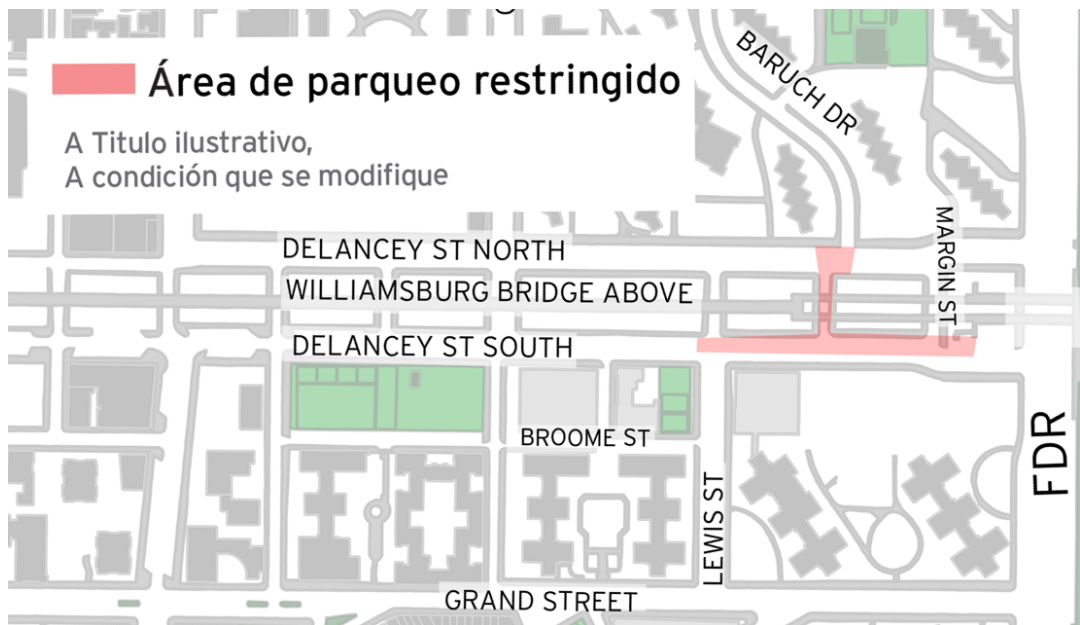 Área de parqueo restringido
A Titulo ilustrativo,
A condición que se modifique
BARUCH DR
MARGIN ST
DELANCEY ST NORTH
WILLIAMSBURG BRIDGE ABOVE
DELANCEY ST SOUTH
BROOME ST
LEWIS ST
FDR
GRAND STREET